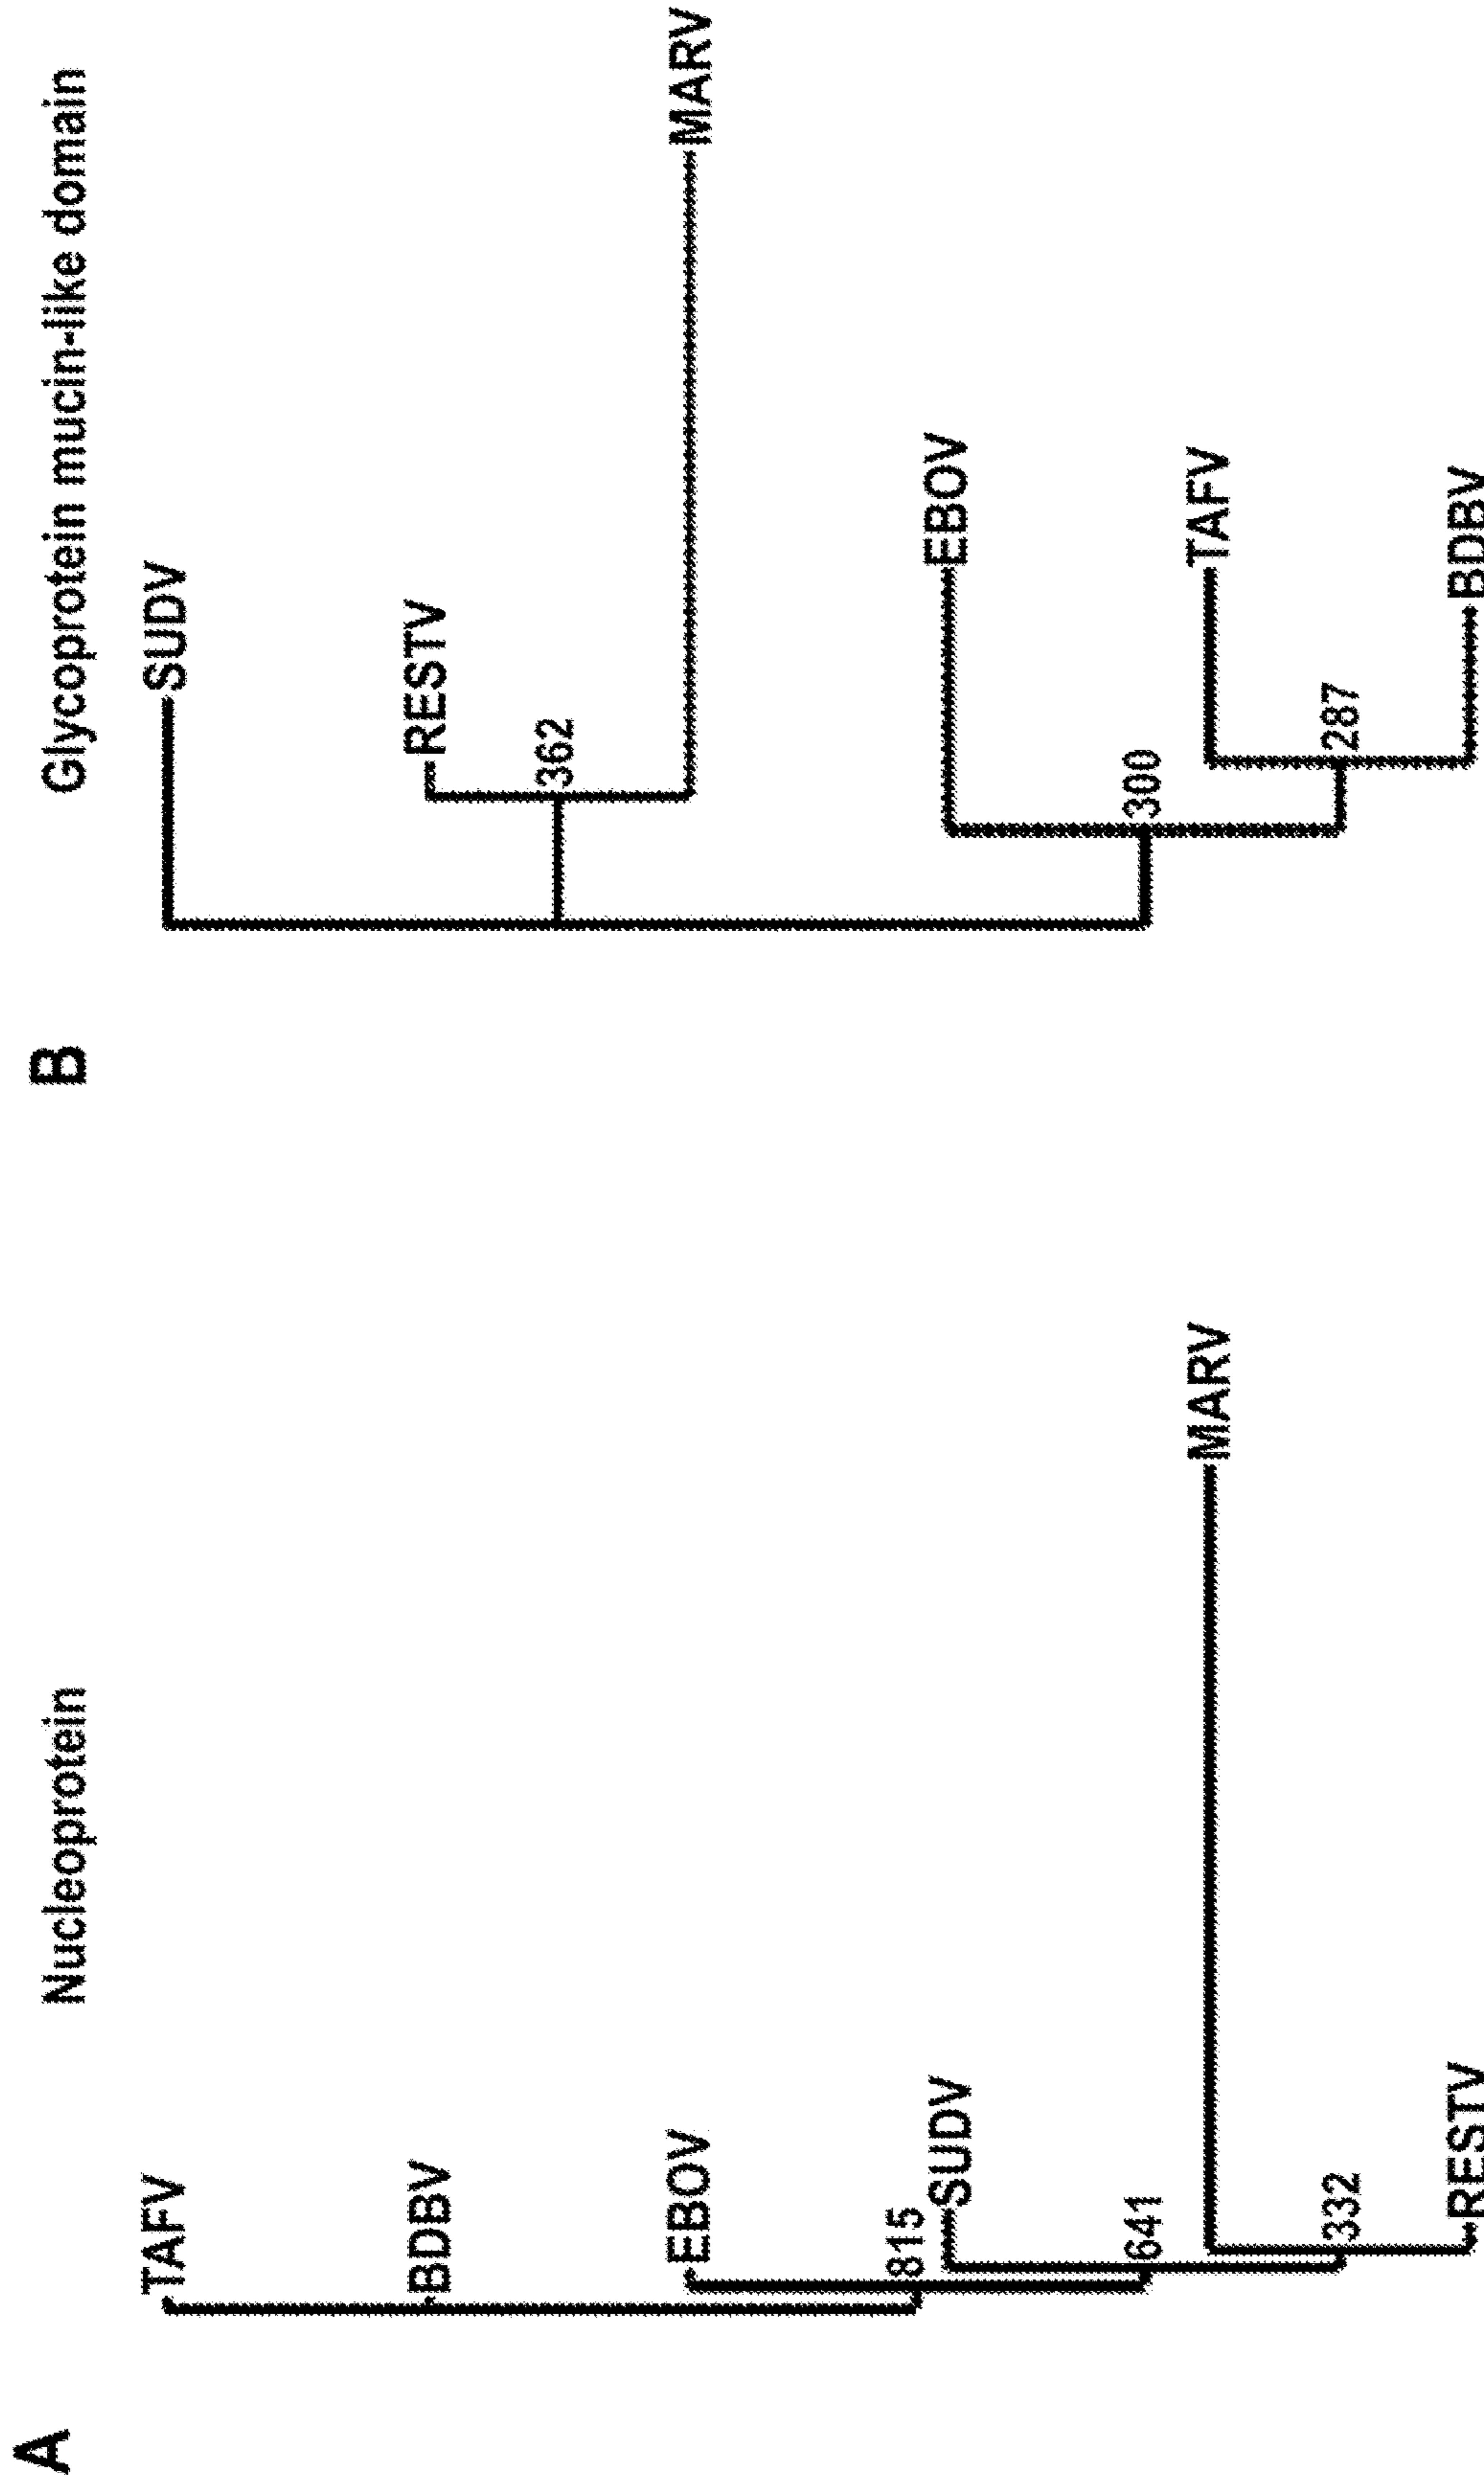 A
Nucleoprotein
TAFV
BDBV
EBOV
815
SUDV
641
MARV
332
RESTV
B
Glycoprotein mucin-like domain
SUDV
RESTV
362
MARV
EBOV
300
TAFV
287
BDBV